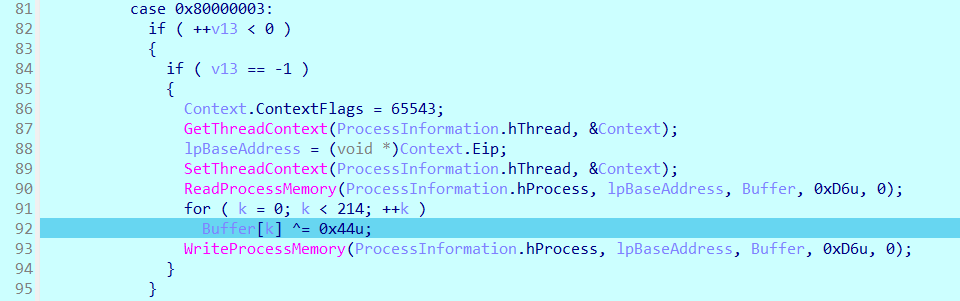 81 case 0x80000003:
82 if ( ++v13 < 0 )
83 {
84 if ( v13 == -1 )
85 {
86 Context.ContextFlags = 65543;
87 GetThreadContext(ProcessInformation.hThread, &Context);
88 lpBaseAddress = (void *)Context.Eip;
89 SetThreadContext(ProcessInformation.hThread, &Context);
90 ReadProcessMemory(ProcessInformation.hProcess, lpBaseAddress, Buffer, 0xD6u, 0);
91 for ( k = 0; k < 214; ++k )
92 Buffer[k] ^= 0x44u;
93 WriteProcessMemory(ProcessInformation.hProcess, lpBaseAddress, Buffer, 0xD6u, 0);
94 }
95 }